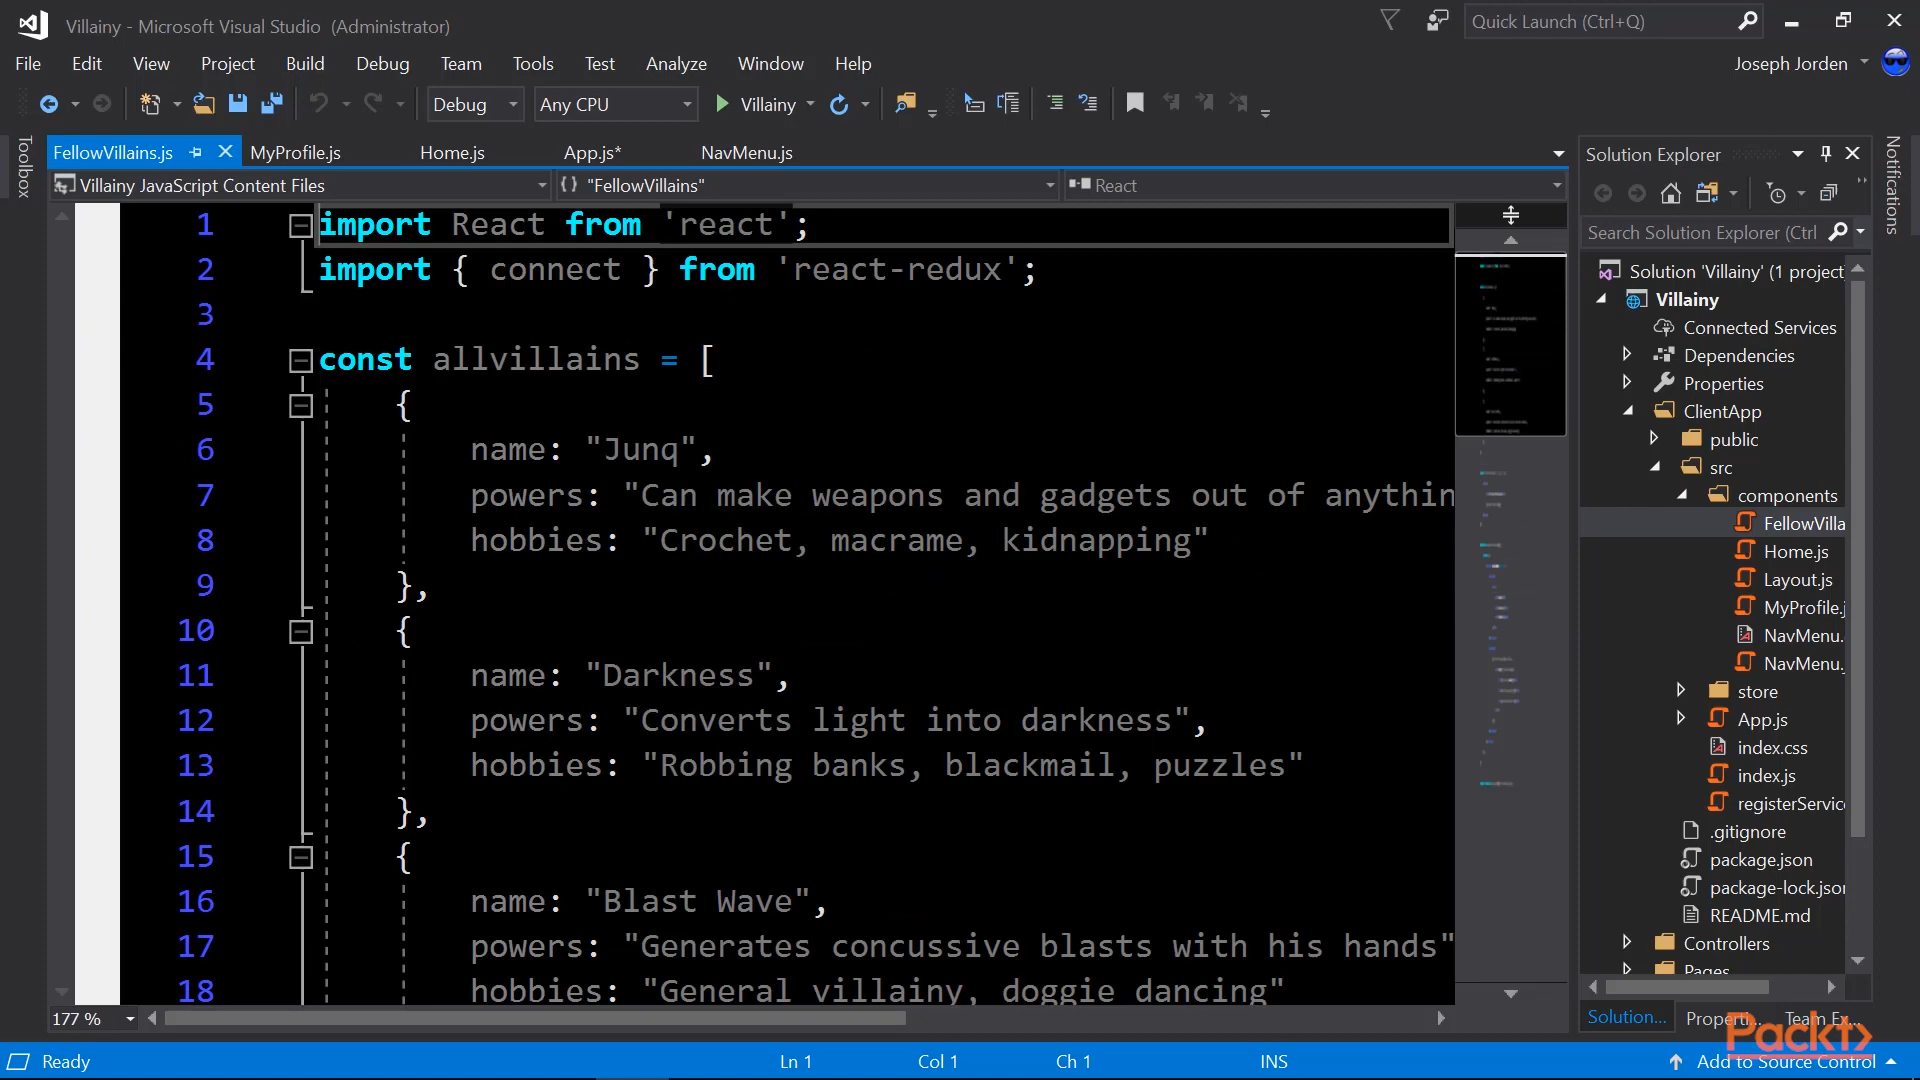 Villainy - Microsoft Visual Studio (Administrator)
Quick Launch (Ctrl+Q)
File Edit View Project Build Debug Team Tools Test Analyze Window Help
Joseph Jorden
Debug Any CPU Villainy
Toolbox
FellowVillains.js MyProfile.js Home.js App.js* NavMenu.js
Villainy JavaScript Content Files {} "FellowVillains" React
1 import React from 'react';
2 import { connect } from 'react-redux';
3
4 const allvillains = [
5 {
6 name: "Junq",
7 powers: "Can make weapons and gadgets out of anythin
8 hobbies: "Crochet, macrame, kidnapping"
9 },
10 {
11 name: "Darkness",
12 powers: "Converts light into darkness",
13 hobbies: "Robbing banks, blackmail, puzzles"
14 },
15 {
16 name: "Blast Wave",
17 powers: "Generates concussive blasts with his hands"
18 hobbies: "General villainy, doggie dancing"
177 %
Solution Explorer
Search Solution Explorer (Ctrl
Solution 'Villainy' (1 project
Villainy
Connected Services
Dependencies
Properties
ClientApp
public
src
components
FellowVilla
Home.js
Layout.js
MyProfile.j
NavMenu.
NavMenu.
store
App.js
index.css
index.js
registerService
.gitignore
package.json
package-lock.json
README.md
Controllers
Pages
Solution... Properti... Team Ex...
Notifications
Packt>
Ready Ln 1 Col 1 Ch 1 INS Add to Source Control